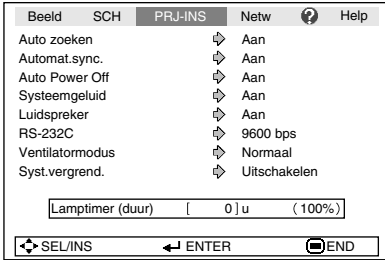 Beeld SCH PRJ-INS Netw ? Help
Auto zoeken Aan
Automat.sync. Aan
Auto Power Off Aan
Systeemgeluid Aan
Luidspreker Aan
RS-232C 9600 bps
Ventilatormodus Normaal
Syst.vergrend. Uitschakelen
Lamptimer (duur) [ 0 ] u (100%)
SEL/INS ENTER END